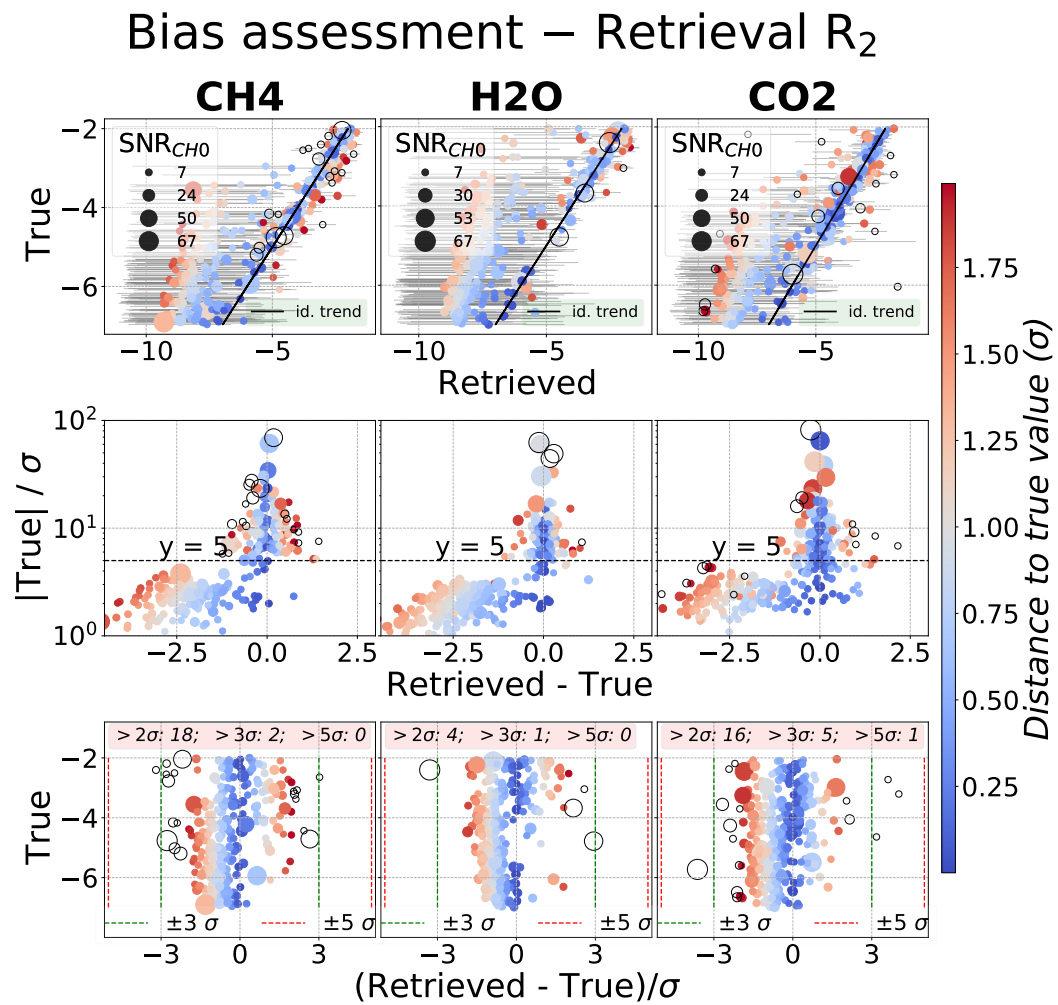 Bias assessment − Retrieval R₂
CH4 H2O CO2
SNR_CH0 SNR_CH0 SNR_CH0
7 7 7
24 30 24
50 53 50
67 67 67
id. trend id. trend id. trend
True
−2
−4
−6
−10 −5 −10 −5 −10 −5
Retrieved
10²
10¹
10⁰
|True| / σ
y = 5 y = 5 y = 5
−2.5 0.0 2.5 −2.5 0.0 2.5 −2.5 0.0 2.5
Retrieved - True
>2σ: 18; >3σ: 2; >5σ: 0 >2σ: 4; >3σ: 1; >5σ: 0 >2σ: 16; >3σ: 5; >5σ: 1
True
−2
−4
−6
±3 σ ±5 σ ±3 σ ±5 σ ±3 σ ±5 σ
−3 0 3 −3 0 3 −3 0 3
(Retrieved - True)/σ
1.75
1.50
1.25
1.00
0.75
0.50
0.25
Distance to true value (σ)